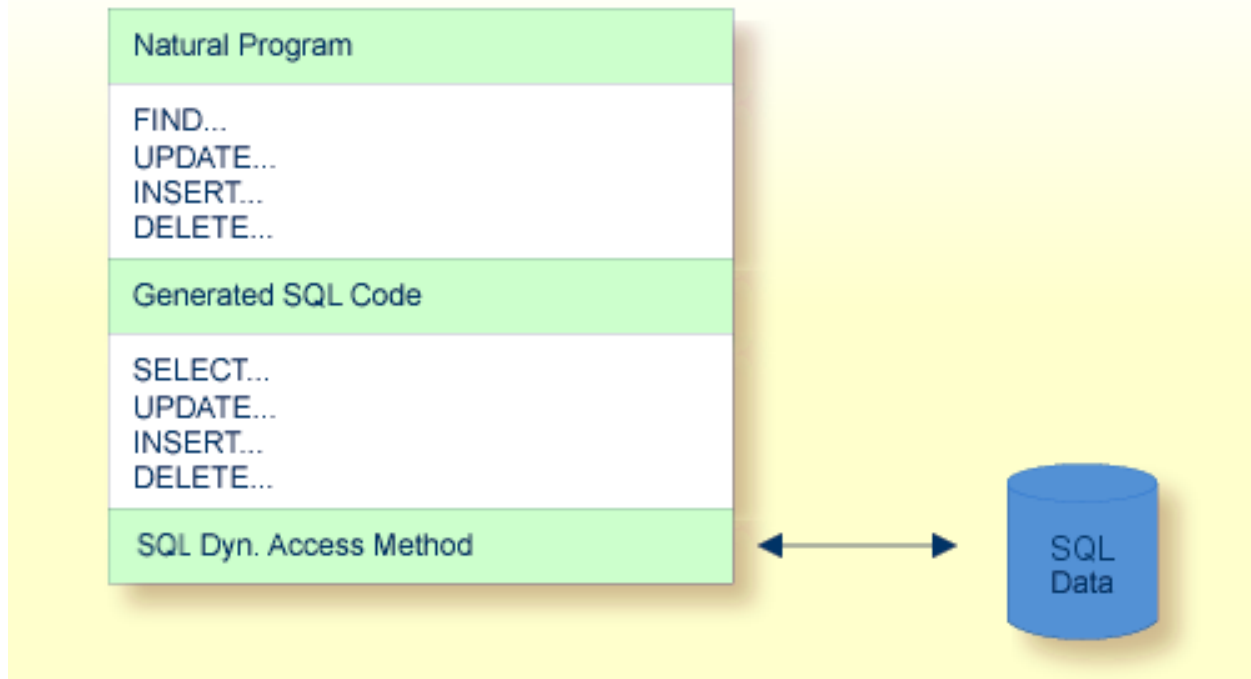 Natural Program
FIND...
UPDATE...
INSERT...
DELETE...
Generated SQL Code
SELECT...
UPDATE...
INSERT...
DELETE...
SQL Dyn. Access Method
SQL
Data